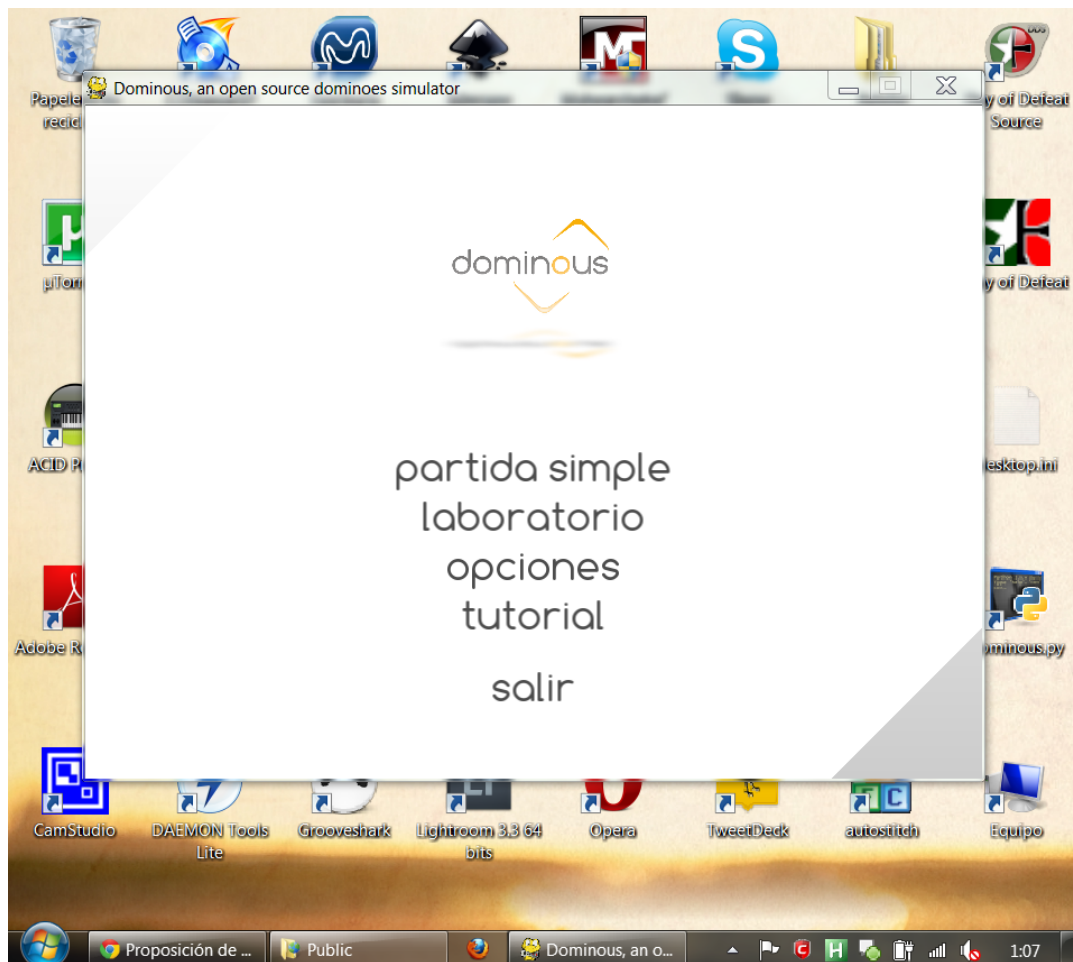 Dominous, an open source dominoes simulator
Papele
recicl
y of Defeat
Source
dominous
µTorr
y of Defeat
partida simple
laboratorio
opciones
tutorial
salir
ACID P
esktop.ini
Adobe R
ominous.py
CamStudio
DAEMON Tools
Lite
Grooveshark
Lightroom 3.3 64
bits
Opera
TweetDeck
autostitch
Equipo
Proposición de ...
Public
Dominous, an o...
1:07